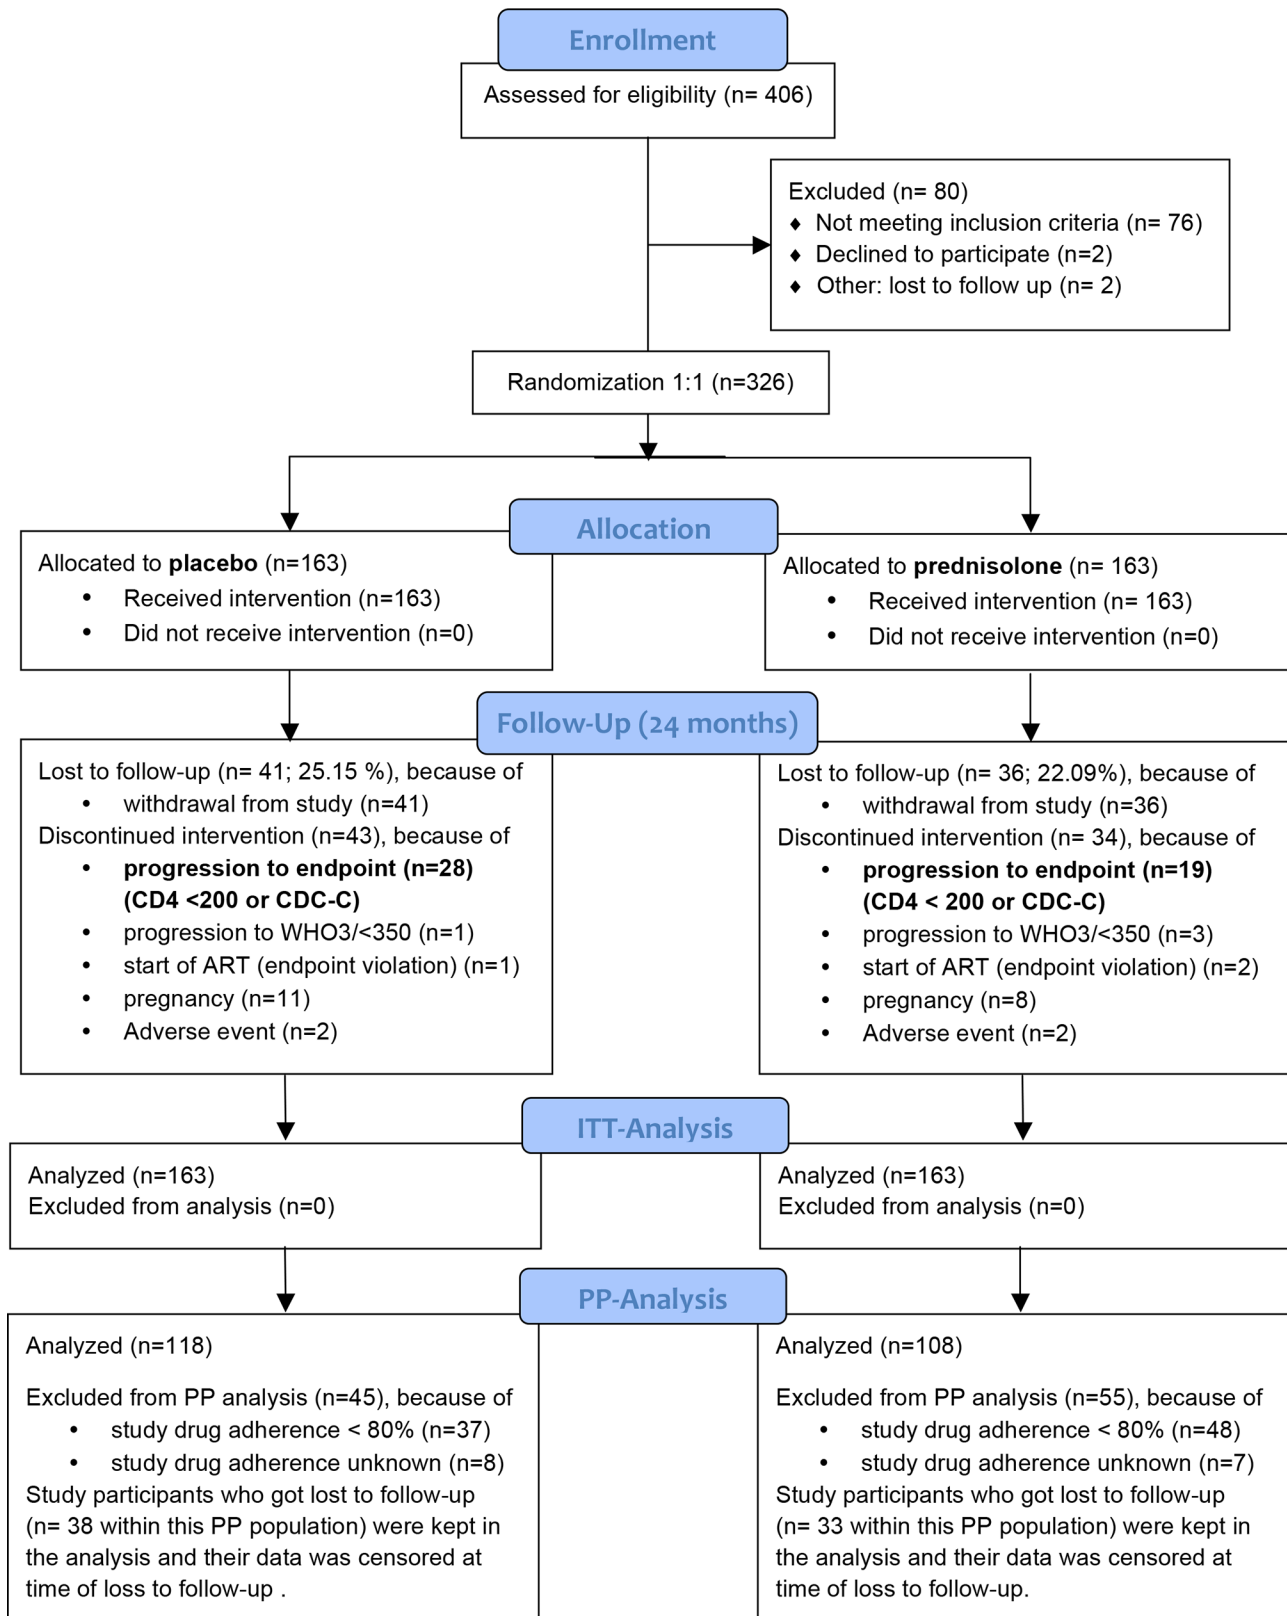 Enrollment
Assessed for eligibility (n= 406)
Excluded (n= 80)
♦ Not meeting inclusion criteria (n= 76)
♦ Declined to participate (n=2)
♦ Other: lost to follow up (n= 2)
Randomization 1:1 (n=326)
Allocation
Allocated to placebo (n=163)
• Received intervention (n=163)
• Did not receive intervention (n=0)
Allocated to prednisolone (n= 163)
• Received intervention (n= 163)
• Did not receive intervention (n=0)
Follow-Up (24 months)
Lost to follow-up (n= 41; 25.15 %), because of
• withdrawal from study (n=41)
Discontinued intervention (n=43), because of
• progression to endpoint (n=28)
(CD4 <200 or CDC-C)
• progression to WHO3/<350 (n=1)
• start of ART (endpoint violation) (n=1)
• pregnancy (n=11)
• Adverse event (n=2)
Lost to follow-up (n= 36; 22.09%), because of
• withdrawal from study (n=36)
Discontinued intervention (n= 34), because of
• progression to endpoint (n=19)
(CD4 < 200 or CDC-C)
• progression to WHO3/<350 (n=3)
• start of ART (endpoint violation) (n=2)
• pregnancy (n=8)
• Adverse event (n=2)
ITT-Analysis
Analyzed (n=163)
Excluded from analysis (n=0)
Analyzed (n=163)
Excluded from analysis (n=0)
PP-Analysis
Analyzed (n=118)
Excluded from PP analysis (n=45), because of
• study drug adherence < 80% (n=37)
• study drug adherence unknown (n=8)
Study participants who got lost to follow-up
(n= 38 within this PP population) were kept in
the analysis and their data was censored at
time of loss to follow-up .
Analyzed (n=108)
Excluded from PP analysis (n=55), because of
• study drug adherence < 80% (n=48)
• study drug adherence unknown (n=7)
Study participants who got lost to follow-up
(n= 33 within this PP population) were kept in
the analysis and their data was censored at
time of loss to follow-up.